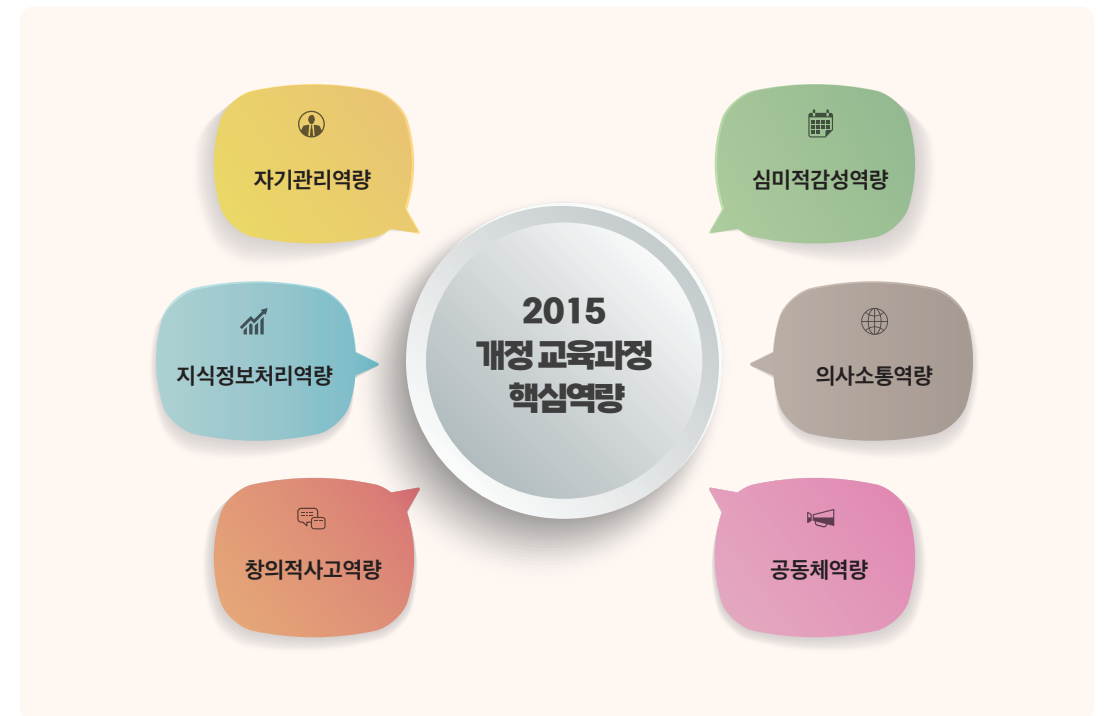 자기관리역량
심미적감성역량
2015
개정 교육과정
핵심역량
지식정보처리역량
의사소통역량
창의적사고역량
공동체역량